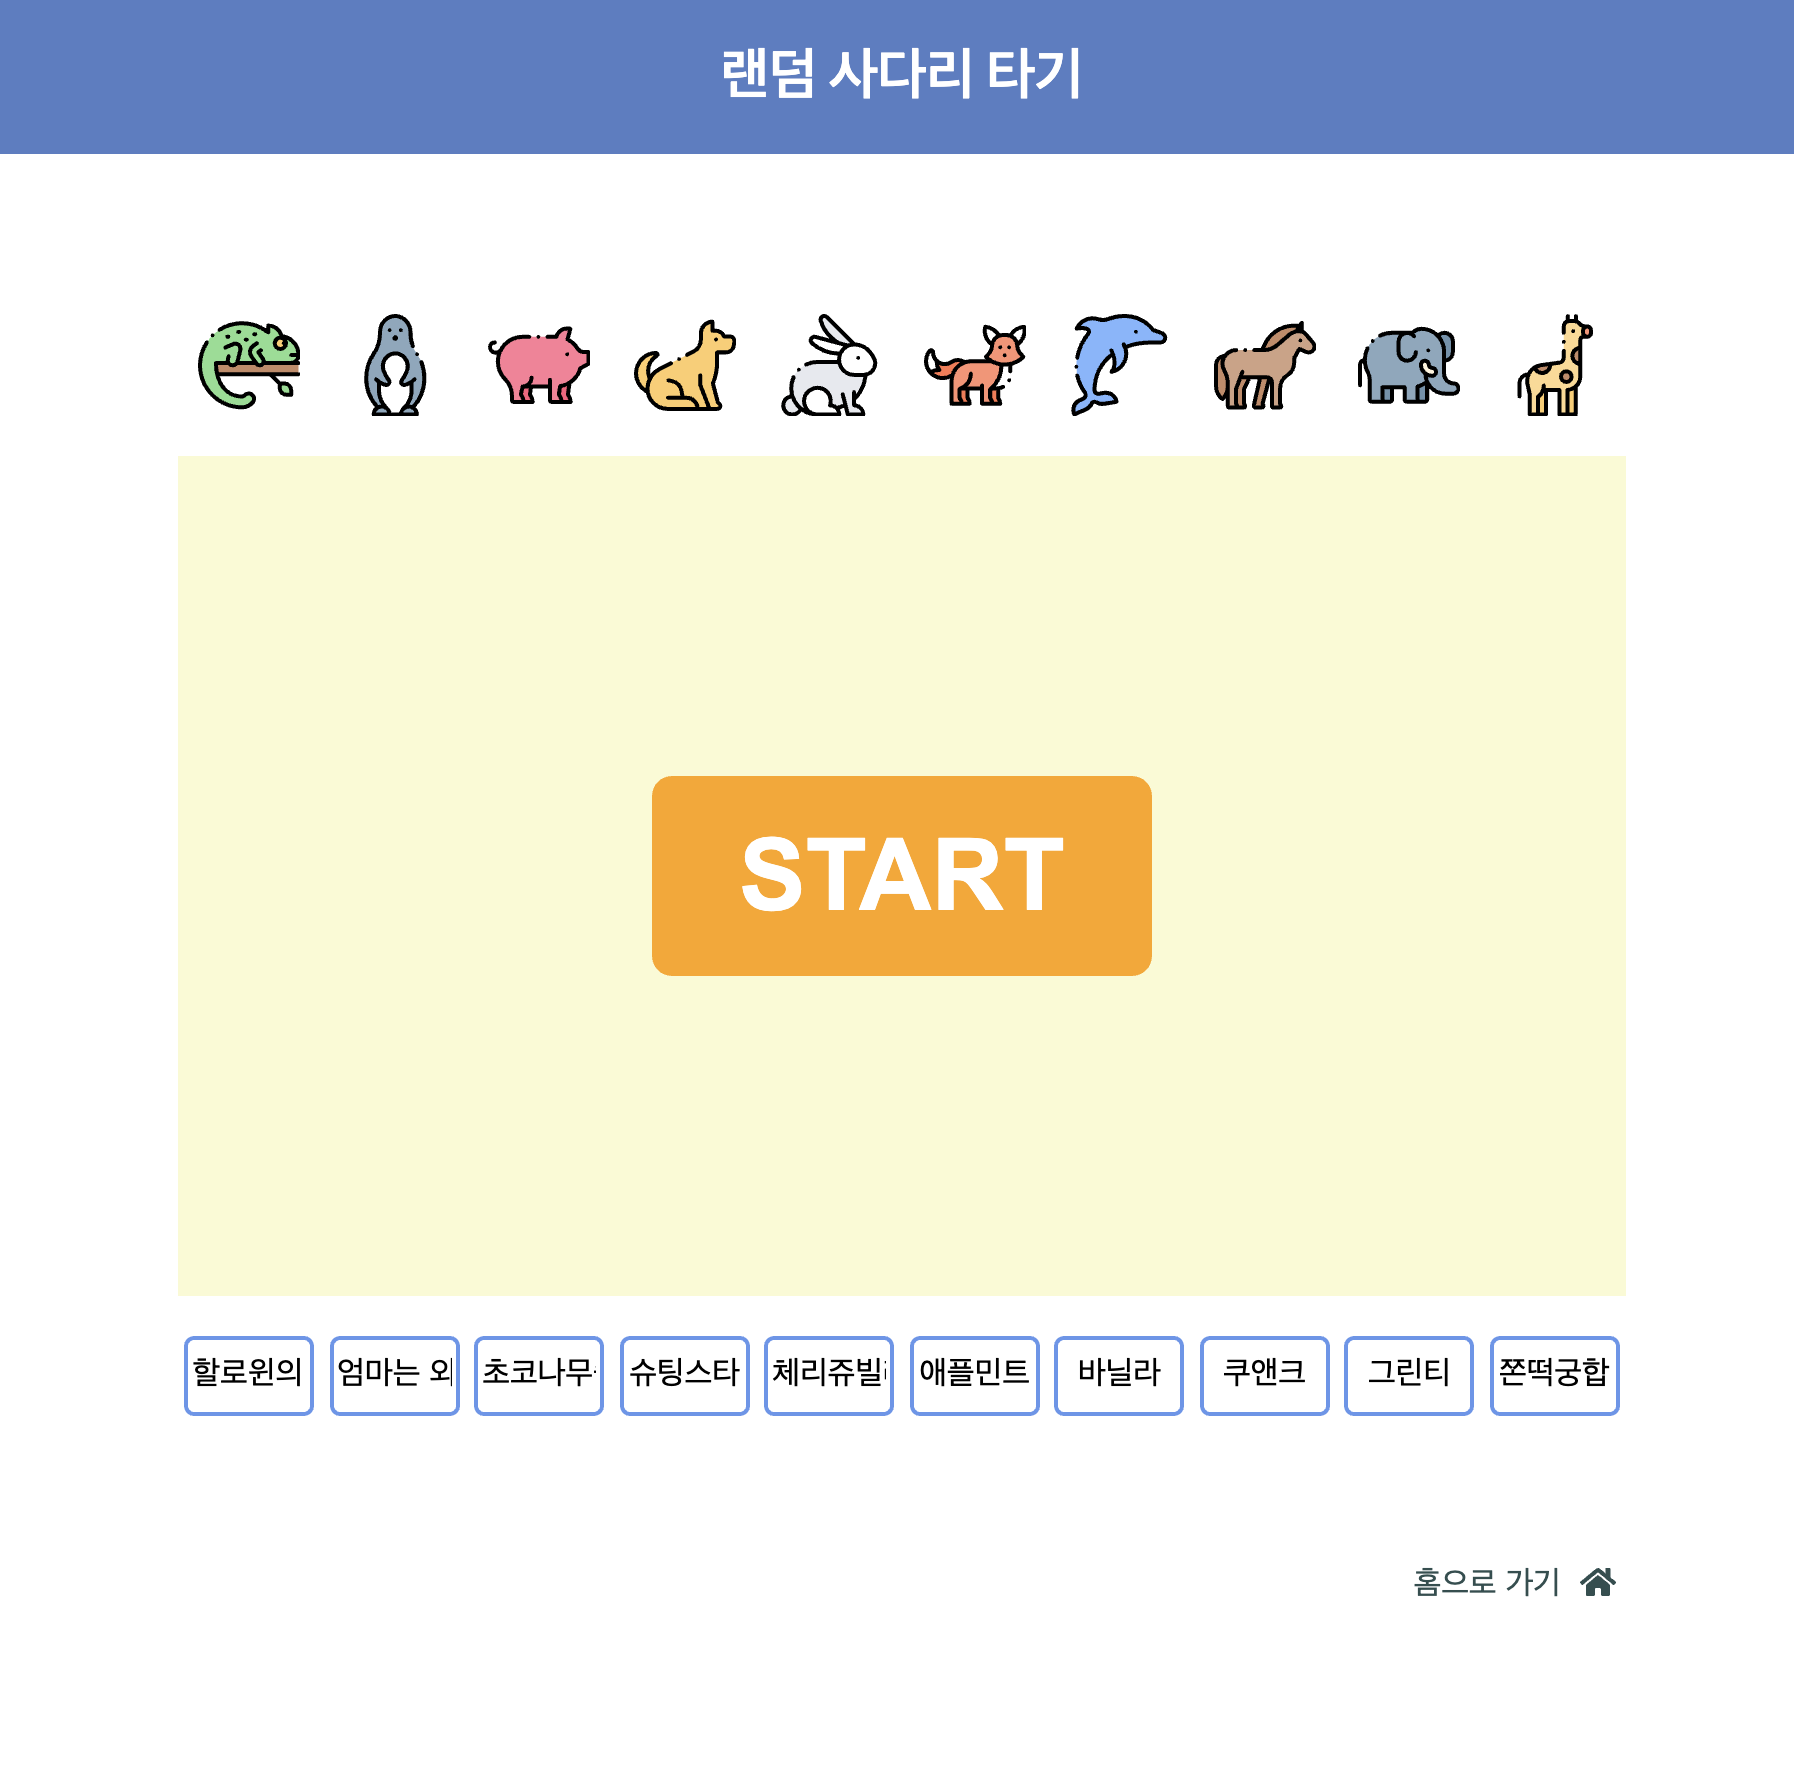 랜덤 사다리 타기
START
할로윈의
엄마는 외
초코나무
슈팅스타
체리쥬빌
애플민트
바닐라
쿠앤크
그린티
쫀떡궁합
홈으로 가기